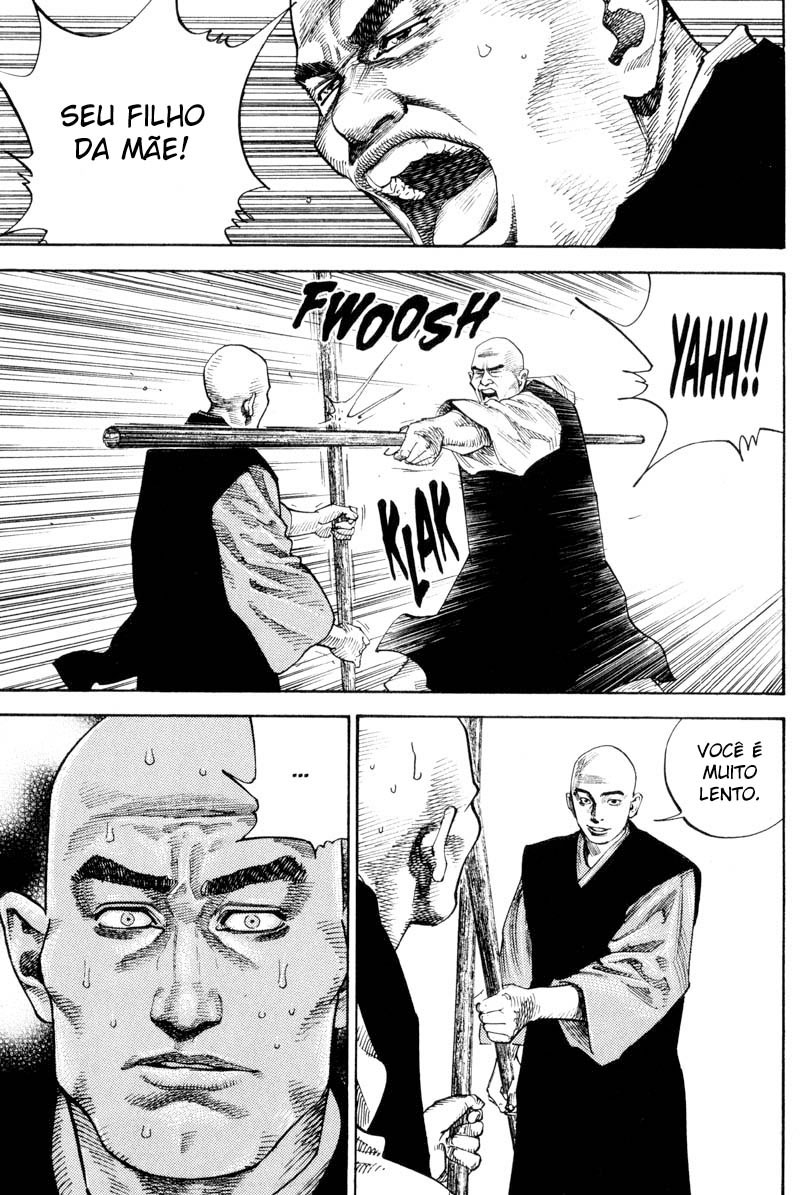 SEU FILHO
DA MÃE!
FWOOSH
YAHH!!
KLAK
VOCÊ É
MUITO
LENTO.
...